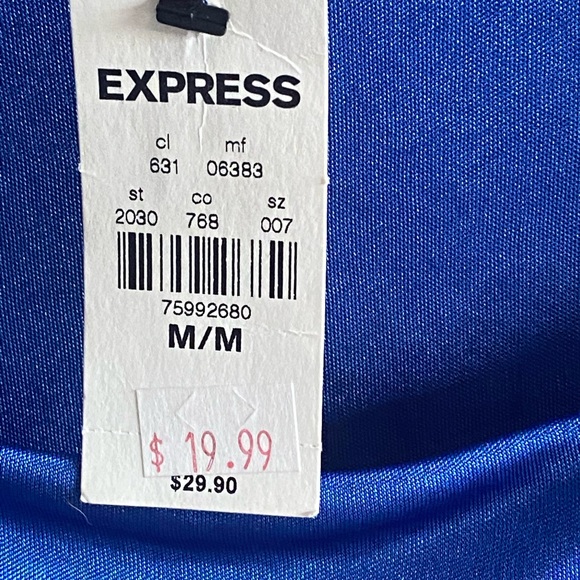 EXPRESS
cl mf
631 06383
st co sz
2030 768 007
75992680
M/M
$ 19.99
$29.90